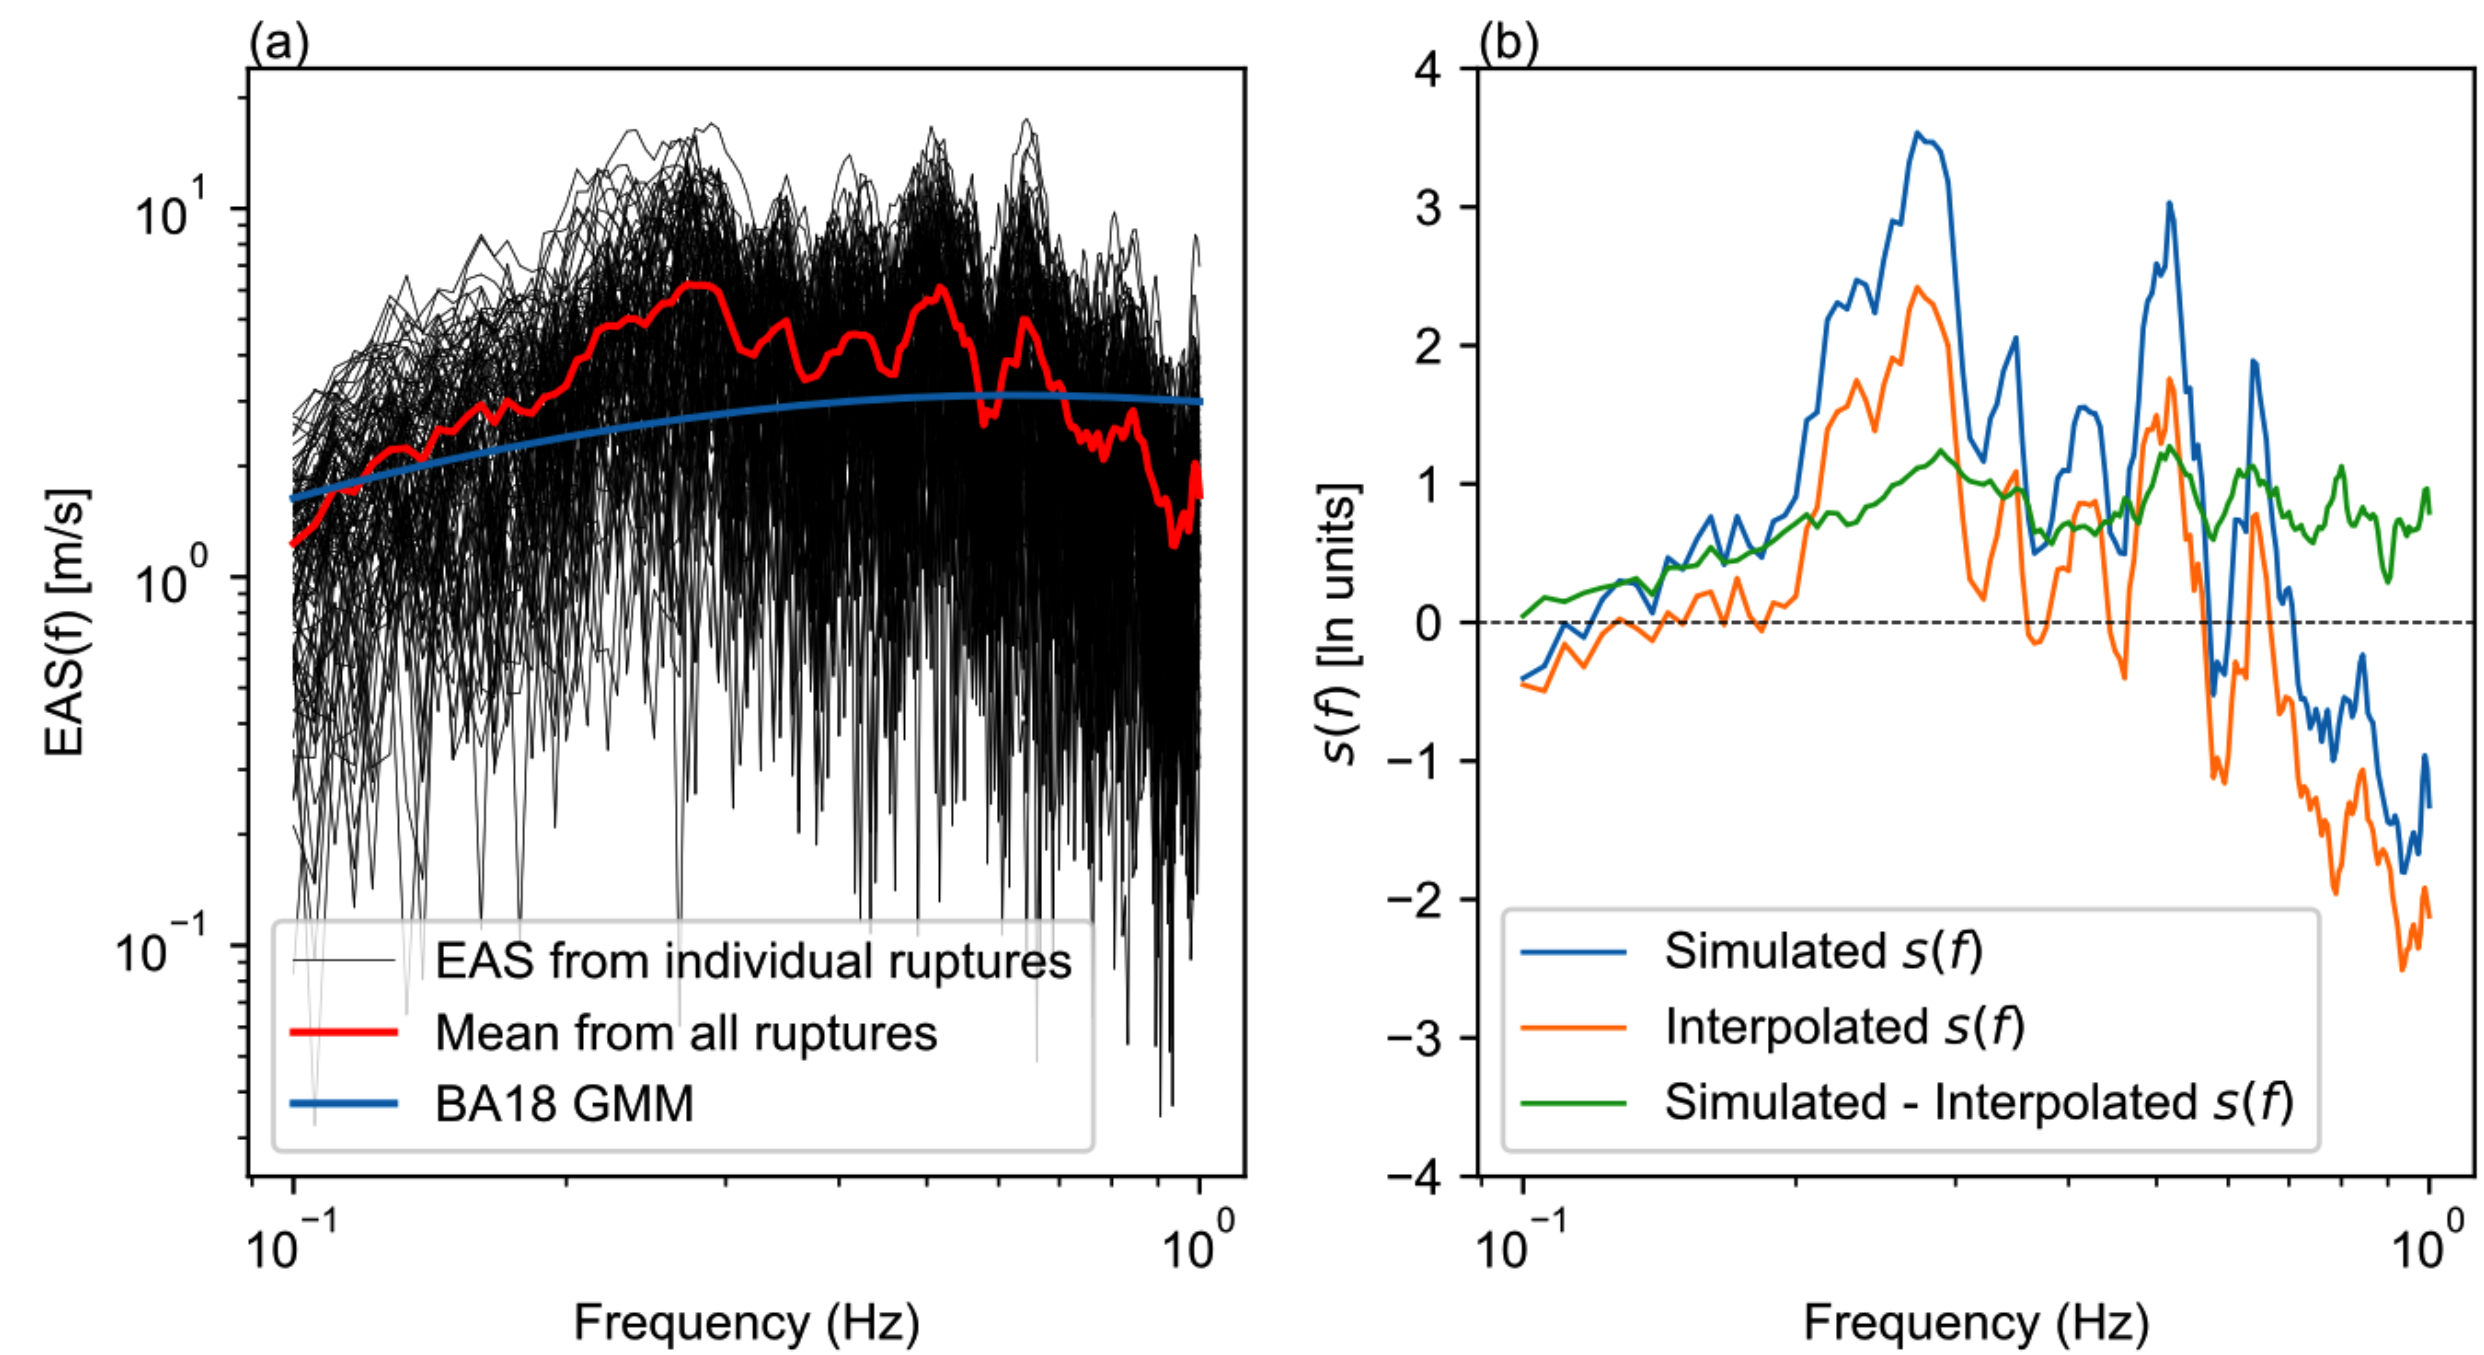 (a)
EAS(f) [m/s]
10^1
10^0
10^−1
EAS from individual ruptures
Mean from all ruptures
BA18 GMM
10^−1
10^0
Frequency (Hz)
(b)
s(f) [ln units]
4
3
2
1
0
−1
−2
−3
−4
Simulated s(f)
Interpolated s(f)
Simulated - Interpolated s(f)
10^−1
10^0
Frequency (Hz)